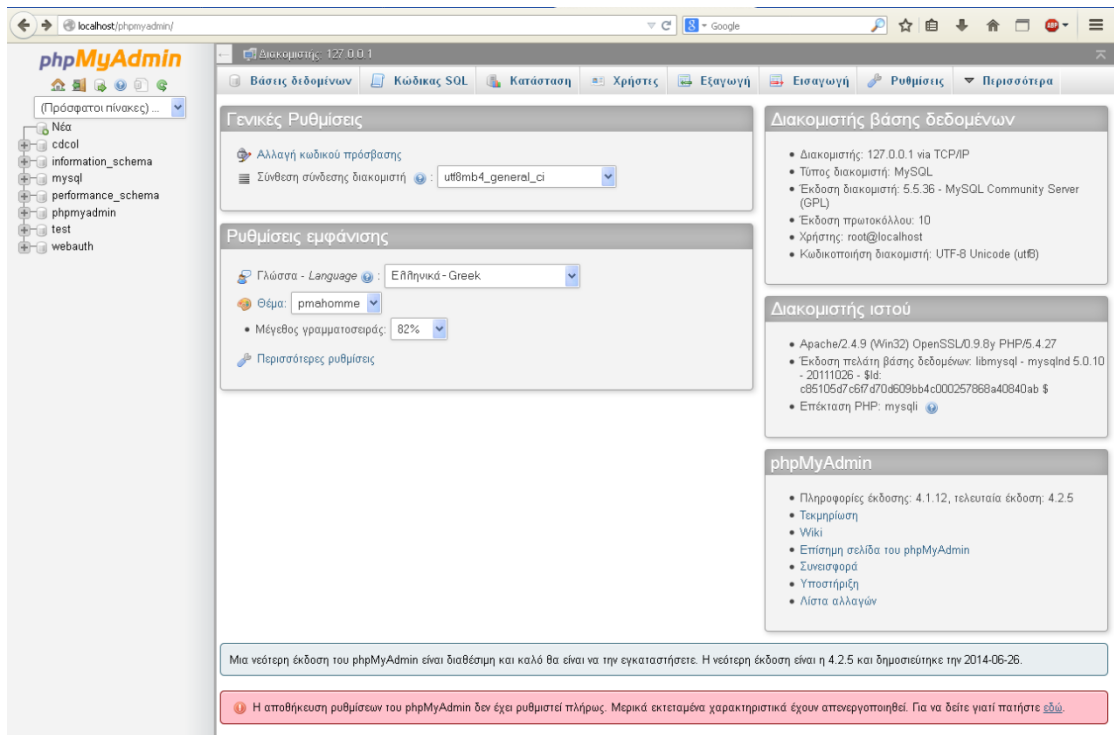 localhost/phpmyadmin/
Google
phpMyAdmin
(Πρόσφατοι πίνακες) ...
Νέα
cdcol
information_schema
mysql
performance_schema
phpmyadmin
test
webauth
Διακομιστής: 127.0.0.1
Βάσεις δεδομένων Κώδικας SQL Κατάσταση Χρήστες Εξαγωγή Εισαγωγή Ρυθμίσεις Περισσότερα
Γενικές Ρυθμίσεις
Αλλαγή κωδικού πρόσβασης
Σύνθεση σύνδεσης διακομιστή : utf8mb4_general_ci
Ρυθμίσεις εμφάνισης
Γλώσσα - Language : Ελληνικά - Greek
Θέμα: pmahomme
Μέγεθος γραμματοσειράς: 82%
Περισσότερες ρυθμίσεις
Διακομιστής βάσης δεδομένων
Διακομιστής: 127.0.0.1 via TCP/IP
Τύπος διακομιστή: MySQL
Έκδοση διακομιστή: 5.5.36 - MySQL Community Server
(GPL)
Έκδοση πρωτοκόλλου: 10
Χρήστης: root@localhost
Κωδικοποίηση διακομιστή: UTF-8 Unicode (utf8)
Διακομιστής ιστού
Apache/2.4.9 (Win32) OpenSSL/0.9.8y PHP/5.4.27
Έκδοση πελάτη βάσης δεδομένων: libmysql - mysqlnd 5.0.10
- 20111026 - $Id:
c85105d7c6f7d70d609bb4c000257868a40840ab $
Επέκταση PHP: mysqli
phpMyAdmin
Πληροφορίες έκδοσης: 4.1.12, τελευταία έκδοση: 4.2.5
Τεκμηρίωση
Wiki
Επίσημη σελίδα του phpMyAdmin
Συνεισφορά
Υποστήριξη
Λίστα αλλαγών
Μια νεότερη έκδοση του phpMyAdmin είναι διαθέσιμη και καλό θα είναι να την εγκαταστήσετε. Η νεότερη έκδοση είναι η 4.2.5 και δημοσιεύτηκε την 2014-06-26.
Η αποθήκευση ρυθμίσεων του phpMyAdmin δεν έχει ρυθμιστεί πλήρως. Μερικά εκτεταμένα χαρακτηριστικά έχουν απενεργοποιηθεί. Για να δείτε γιατί πατήστε εδώ.